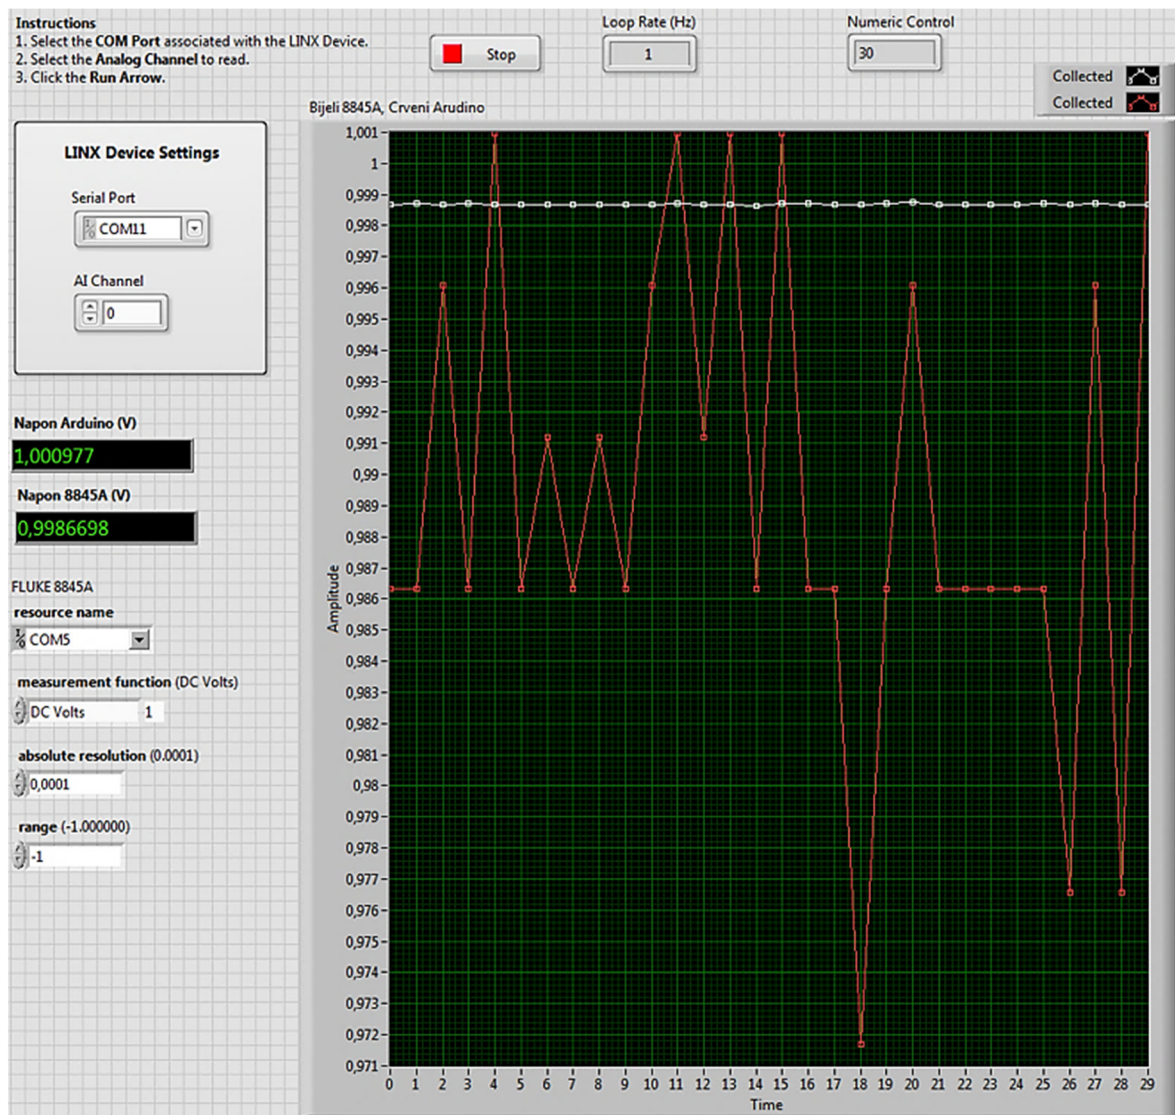 Instructions
1. Select the COM Port associated with the LINX Device.
2. Select the Analog Channel to read.
3. Click the Run Arrow.
Stop
Loop Rate (Hz)
1
Numeric Control
30
Collected
Collected
Bijeli 8845A, Crveni Arudino
LINX Device Settings
Serial Port
COM11
AI Channel
0
Napon Arduino (V)
1,000977
Napon 8845A (V)
0,9986698
FLUKE 8845A
resource name
COM5
measurement function (DC Volts)
DC Volts 1
absolute resolution (0.0001)
0,0001
range (-1.000000)
-1
Amplitude
1,001
1
0,999
0,998
0,997
0,996
0,995
0,994
0,993
0,992
0,991
0,99
0,989
0,988
0,987
0,986
0,985
0,984
0,983
0,982
0,981
0,98
0,979
0,978
0,977
0,976
0,975
0,974
0,973
0,972
0,971
0 1 2 3 4 5 6 7 8 9 10 11 12 13 14 15 16 17 18 19 20 21 22 23 24 25 26 27 28 29
Time